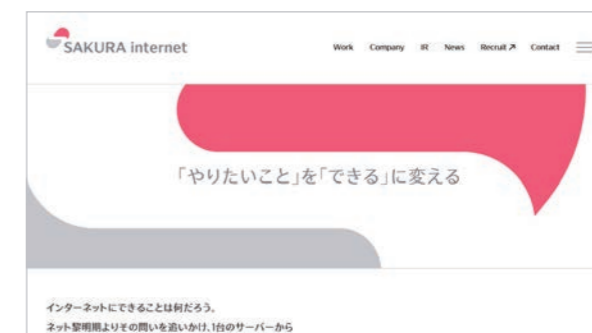 SAKURA internet
Work Company IR News Recruit Contact
「やりたいこと」を「できる」に変える
インターネットにできることは何だろう。
ネット黎明期よりその問いを追いかけ、1台のサーバーから